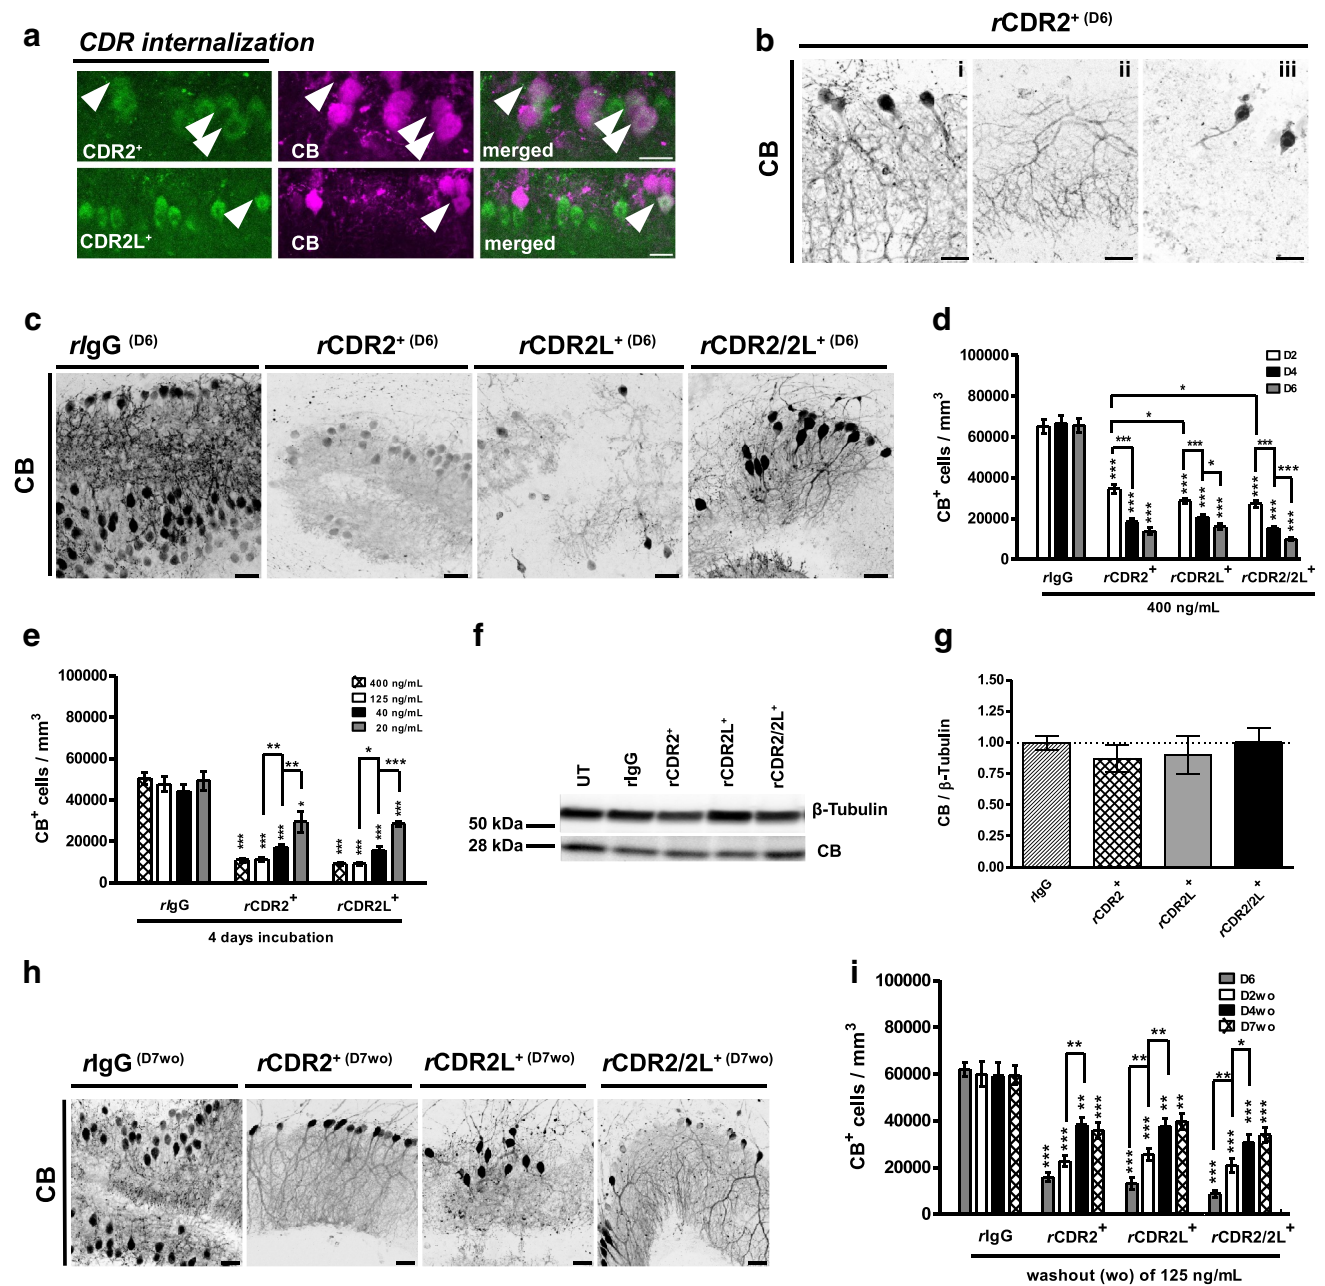 a
CDR internalization
CDR2+
CB
merged
CDR2L+
CB
merged
b
rCDR2+ (D6)
CB
i
ii
iii
c
rIgG (D6)
rCDR2+ (D6)
rCDR2L+ (D6)
rCDR2/2L+ (D6)
CB
d
CB+ cells / mm3
100000
80000
60000
40000
20000
0
D2
D4
D6
*
*
***
***
*
***
***
***
***
***
***
***
***
***
***
***
***
rIgG
rCDR2+
rCDR2L+
rCDR2/2L+
400 ng/mL
e
CB+ cells / mm3
100000
80000
60000
40000
20000
0
400 ng/mL
125 ng/mL
40 ng/mL
20 ng/mL
**
**
*
***
***
***
***
*
***
***
***
***
rIgG
rCDR2+
rCDR2L+
4 days incubation
f
UT
rIgG
rCDR2+
rCDR2L+
rCDR2/2L+
50 kDa
28 kDa
β-Tubulin
CB
g
CB / β-Tubulin
1.50
1.25
1.00
0.75
0.50
0.25
0.00
rIgG
rCDR2+
rCDR2L+
rCDR2/2L+
h
rIgG (D7wo)
rCDR2+ (D7wo)
rCDR2L+ (D7wo)
rCDR2/2L+ (D7wo)
CB
i
CB+ cells / mm3
100000
80000
60000
40000
20000
0
D6
D2wo
D4wo
D7wo
**
**
**
**
*
***
***
**
***
***
***
**
**
***
***
***
***
rIgG
rCDR2+
rCDR2L+
rCDR2/2L+
washout (wo) of 125 ng/mL